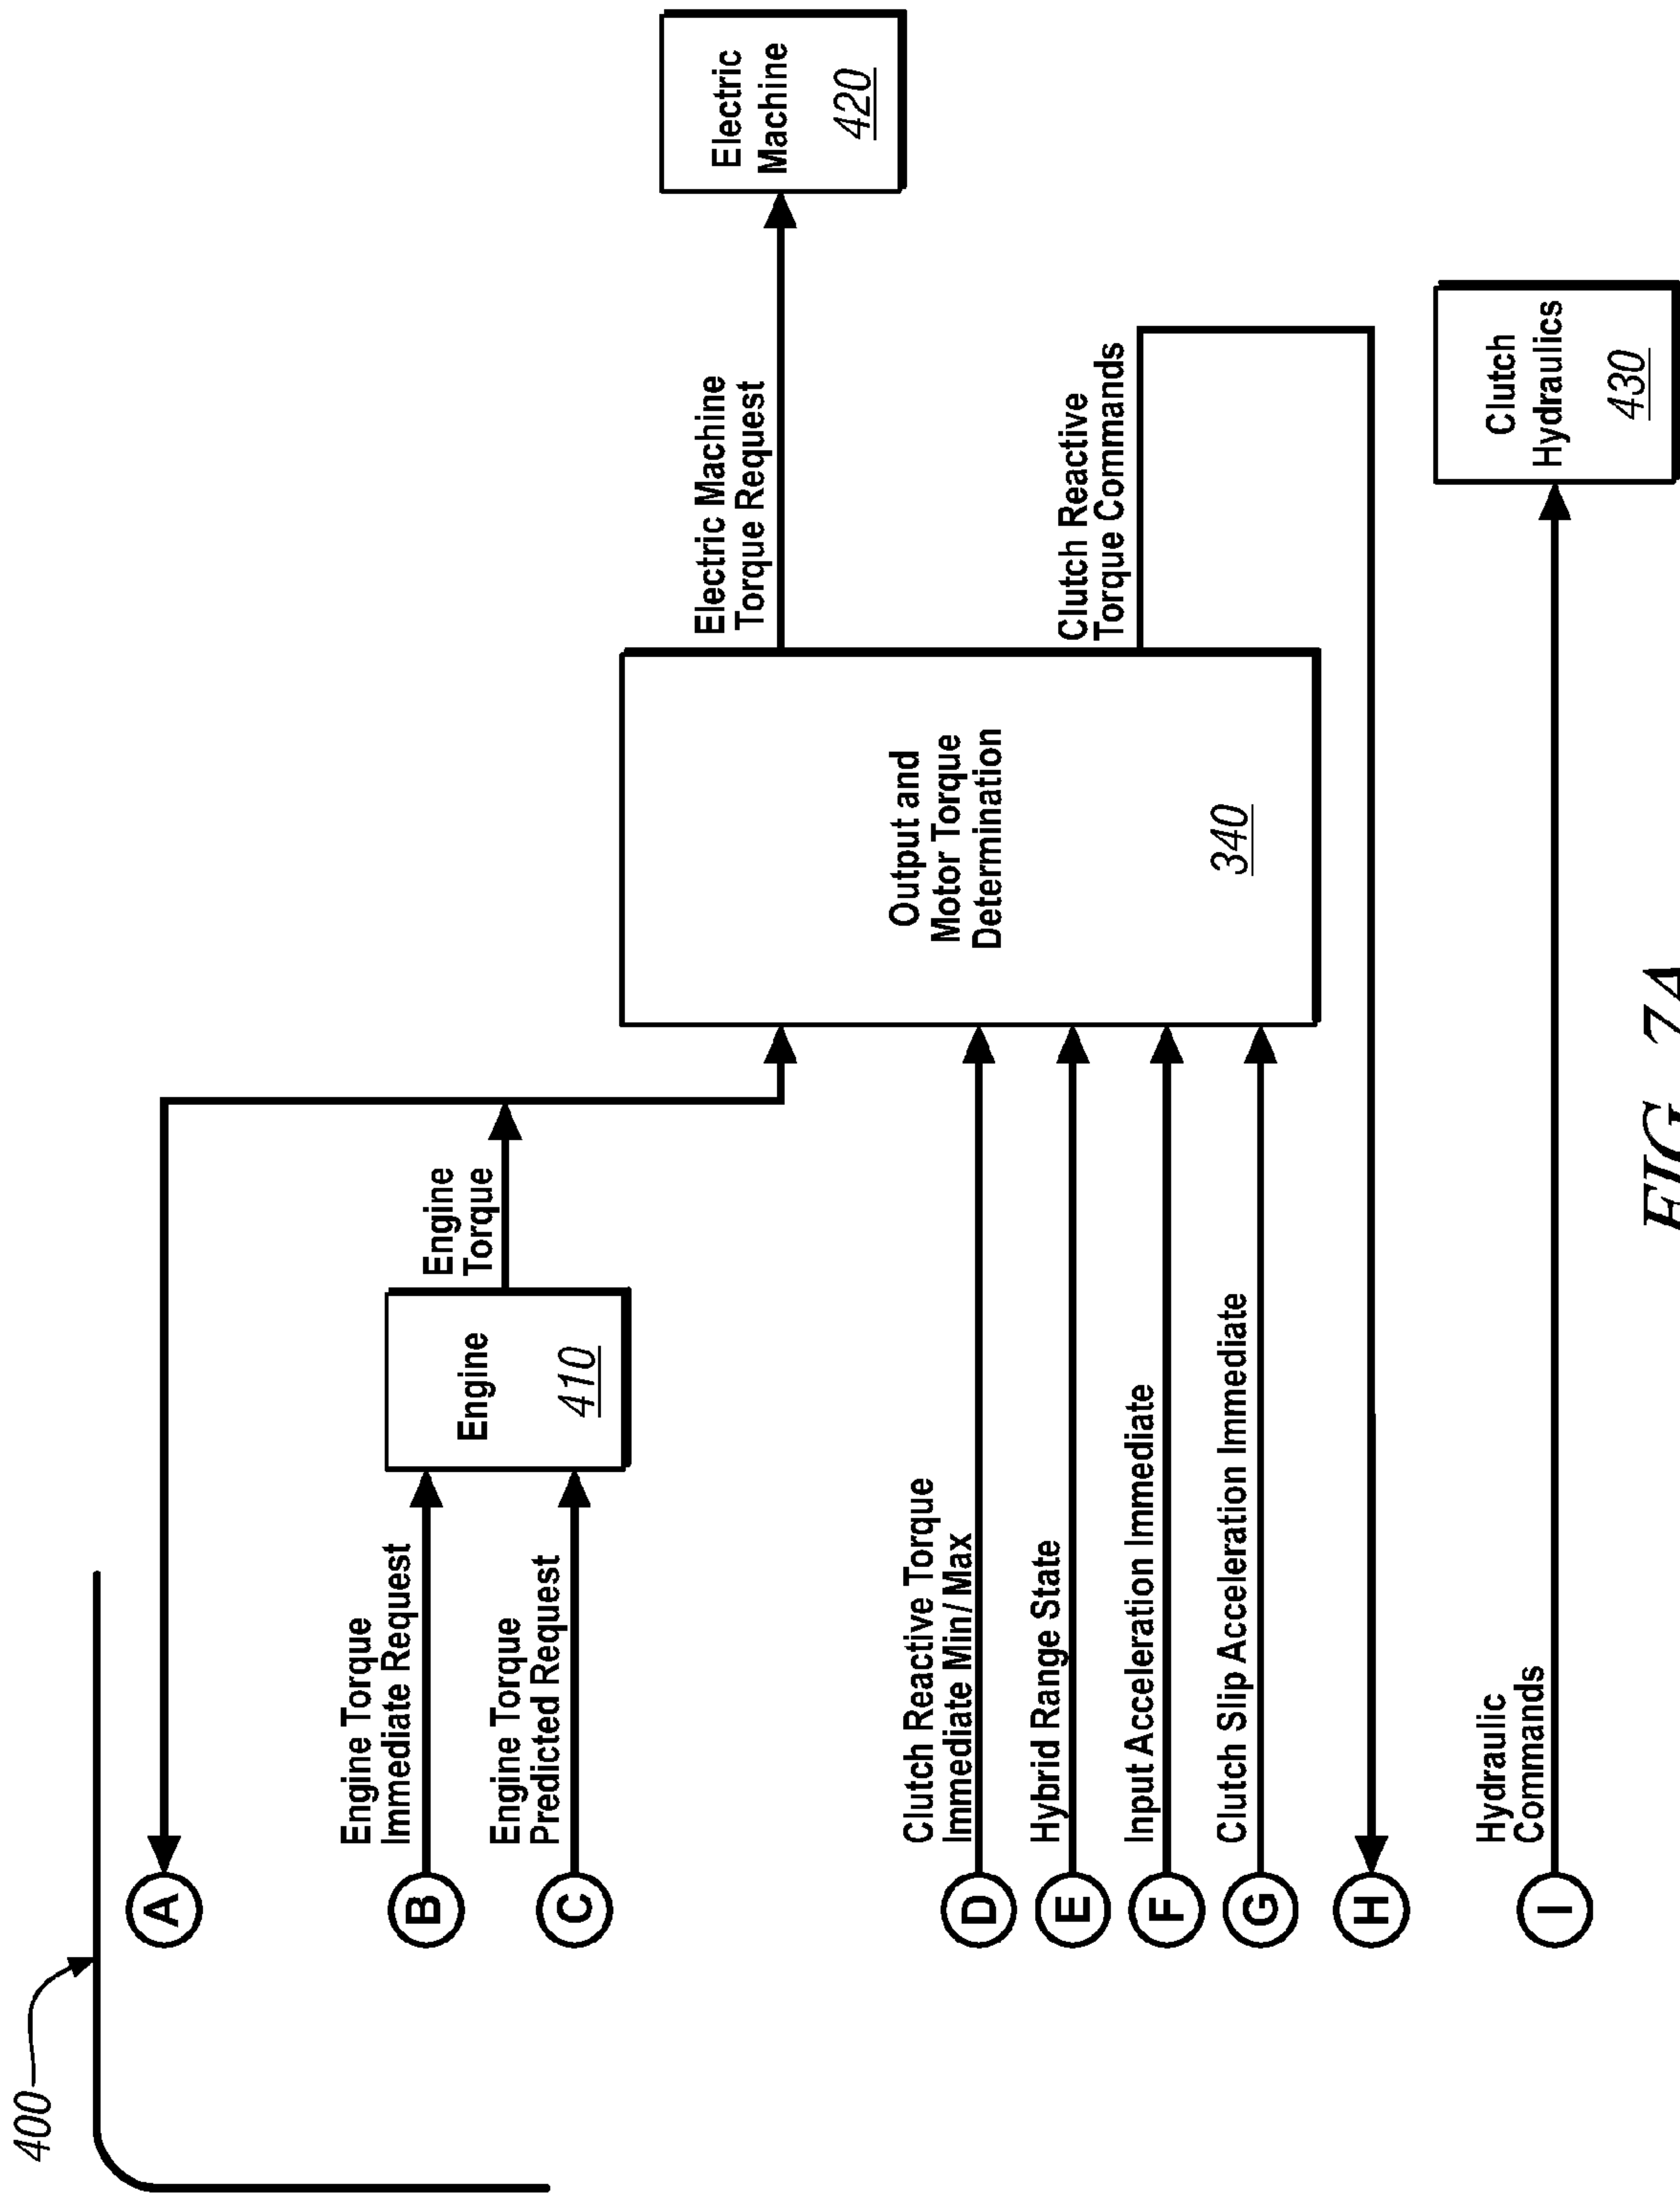 400
A
B
C
D
E
F
G
H
I
Engine Torque
Immediate Request
Engine Torque
Predicted Request
Engine
410
Engine
Torque
Clutch Reactive Torque
Immediate Min/Max
Hybrid Range State
Input Acceleration Immediate
Clutch Slip Acceleration Immediate
Hydraulic
Commands
Output and
Motor Torque
Determination
340
Electric Machine
Torque Request
Clutch Reactive
Torque Commands
Electric
Machine
420
Clutch
Hydraulics
430
FIG. 7A